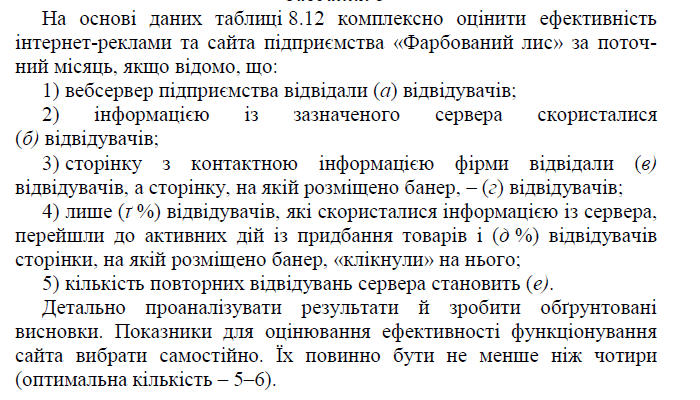 На основі даних таблиці 8.12 комплексно оцінити ефективність
інтернет-реклами та сайта підприємства «Фарбований лис» за поточ-
ний місяць, якщо відомо, що:
1) вебсервер підприємства відвідали (а) відвідувачів;
2) інформацією із зазначеного сервера скористалися
(б) відвідувачів;
3) сторінку з контактною інформацією фірми відвідали (в)
відвідувачів, а сторінку, на якій розміщено банер, – (г) відвідувачів;
4) лише (ґ %) відвідувачів, які скористалися інформацією із сервера,
перейшли до активних дій із придбання товарів і (д %) відвідувачів
сторінки, на якій розміщено банер, «клікнули» на нього;
5) кількість повторних відвідувань сервера становить (е).
Детально проаналізувати результати й зробити обґрунтовані
висновки. Показники для оцінювання ефективності функціонування
сайта вибрати самостійно. Їх повинно бути не менше ніж чотири
(оптимальна кількість – 5–6).